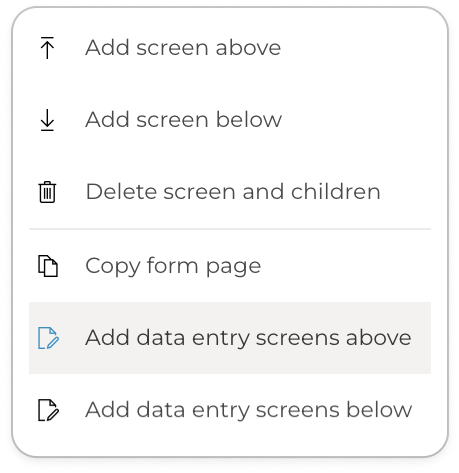 Add screen above
Add screen below
Delete screen and children
Copy form page
Add data entry screens above
Add data entry screens below